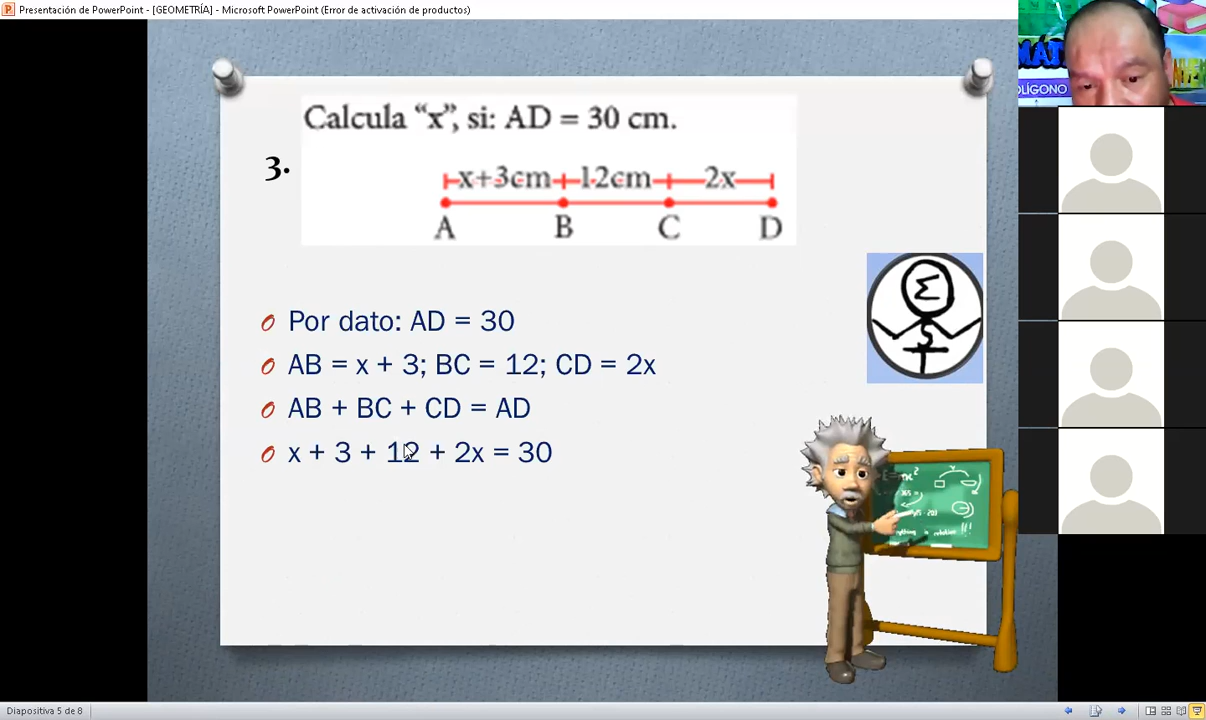 Presentación de PowerPoint - [GEOMETRÍA] - Microsoft PowerPoint (Error de activación de productos)
Calcula “x”, si: AD = 30 cm.
3.
x+3cm 12cm 2x
A B C D
Por dato: AD = 30
AB = x + 3; BC = 12; CD = 2x
AB + BC + CD = AD
x + 3 + 12 + 2x = 30
OLÍGONO
Diapositiva 5 de 8